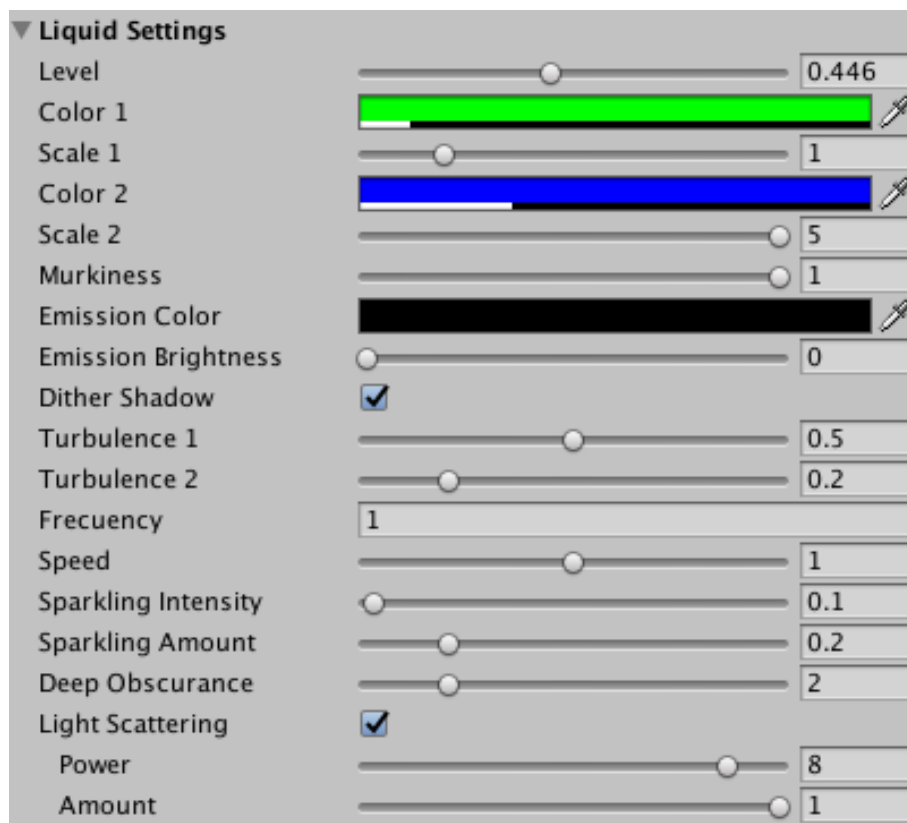 Liquid Settings
Level 0.446
Color 1
Scale 1 1
Color 2
Scale 2 5
Murkiness 1
Emission Color
Emission Brightness 0
Dither Shadow
Turbulence 1 0.5
Turbulence 2 0.2
Frecuency 1
Speed 1
Sparkling Intensity 0.1
Sparkling Amount 0.2
Deep Obscurance 2
Light Scattering
Power 8
Amount 1